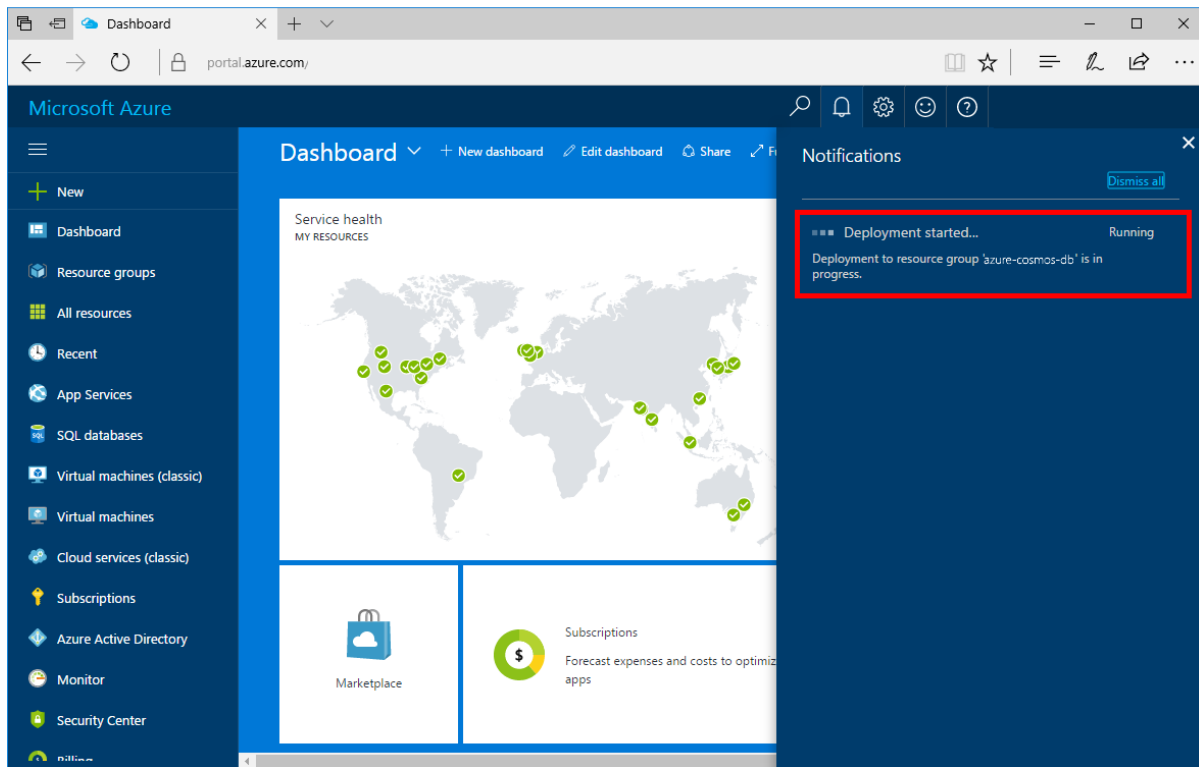 Dashboard
portal.azure.com/
Microsoft Azure
New
Dashboard
Resource groups
All resources
Recent
App Services
SQL databases
Virtual machines (classic)
Virtual machines
Cloud services (classic)
Subscriptions
Azure Active Directory
Monitor
Security Center
Billing
Dashboard
New dashboard
Edit dashboard
Share
Service health
MY RESOURCES
Marketplace
$
Subscriptions
Forecast expenses and costs to optimiz
apps
Notifications
Dismiss all
Deployment started... Running
Deployment to resource group 'azure-cosmos-db' is in
progress.